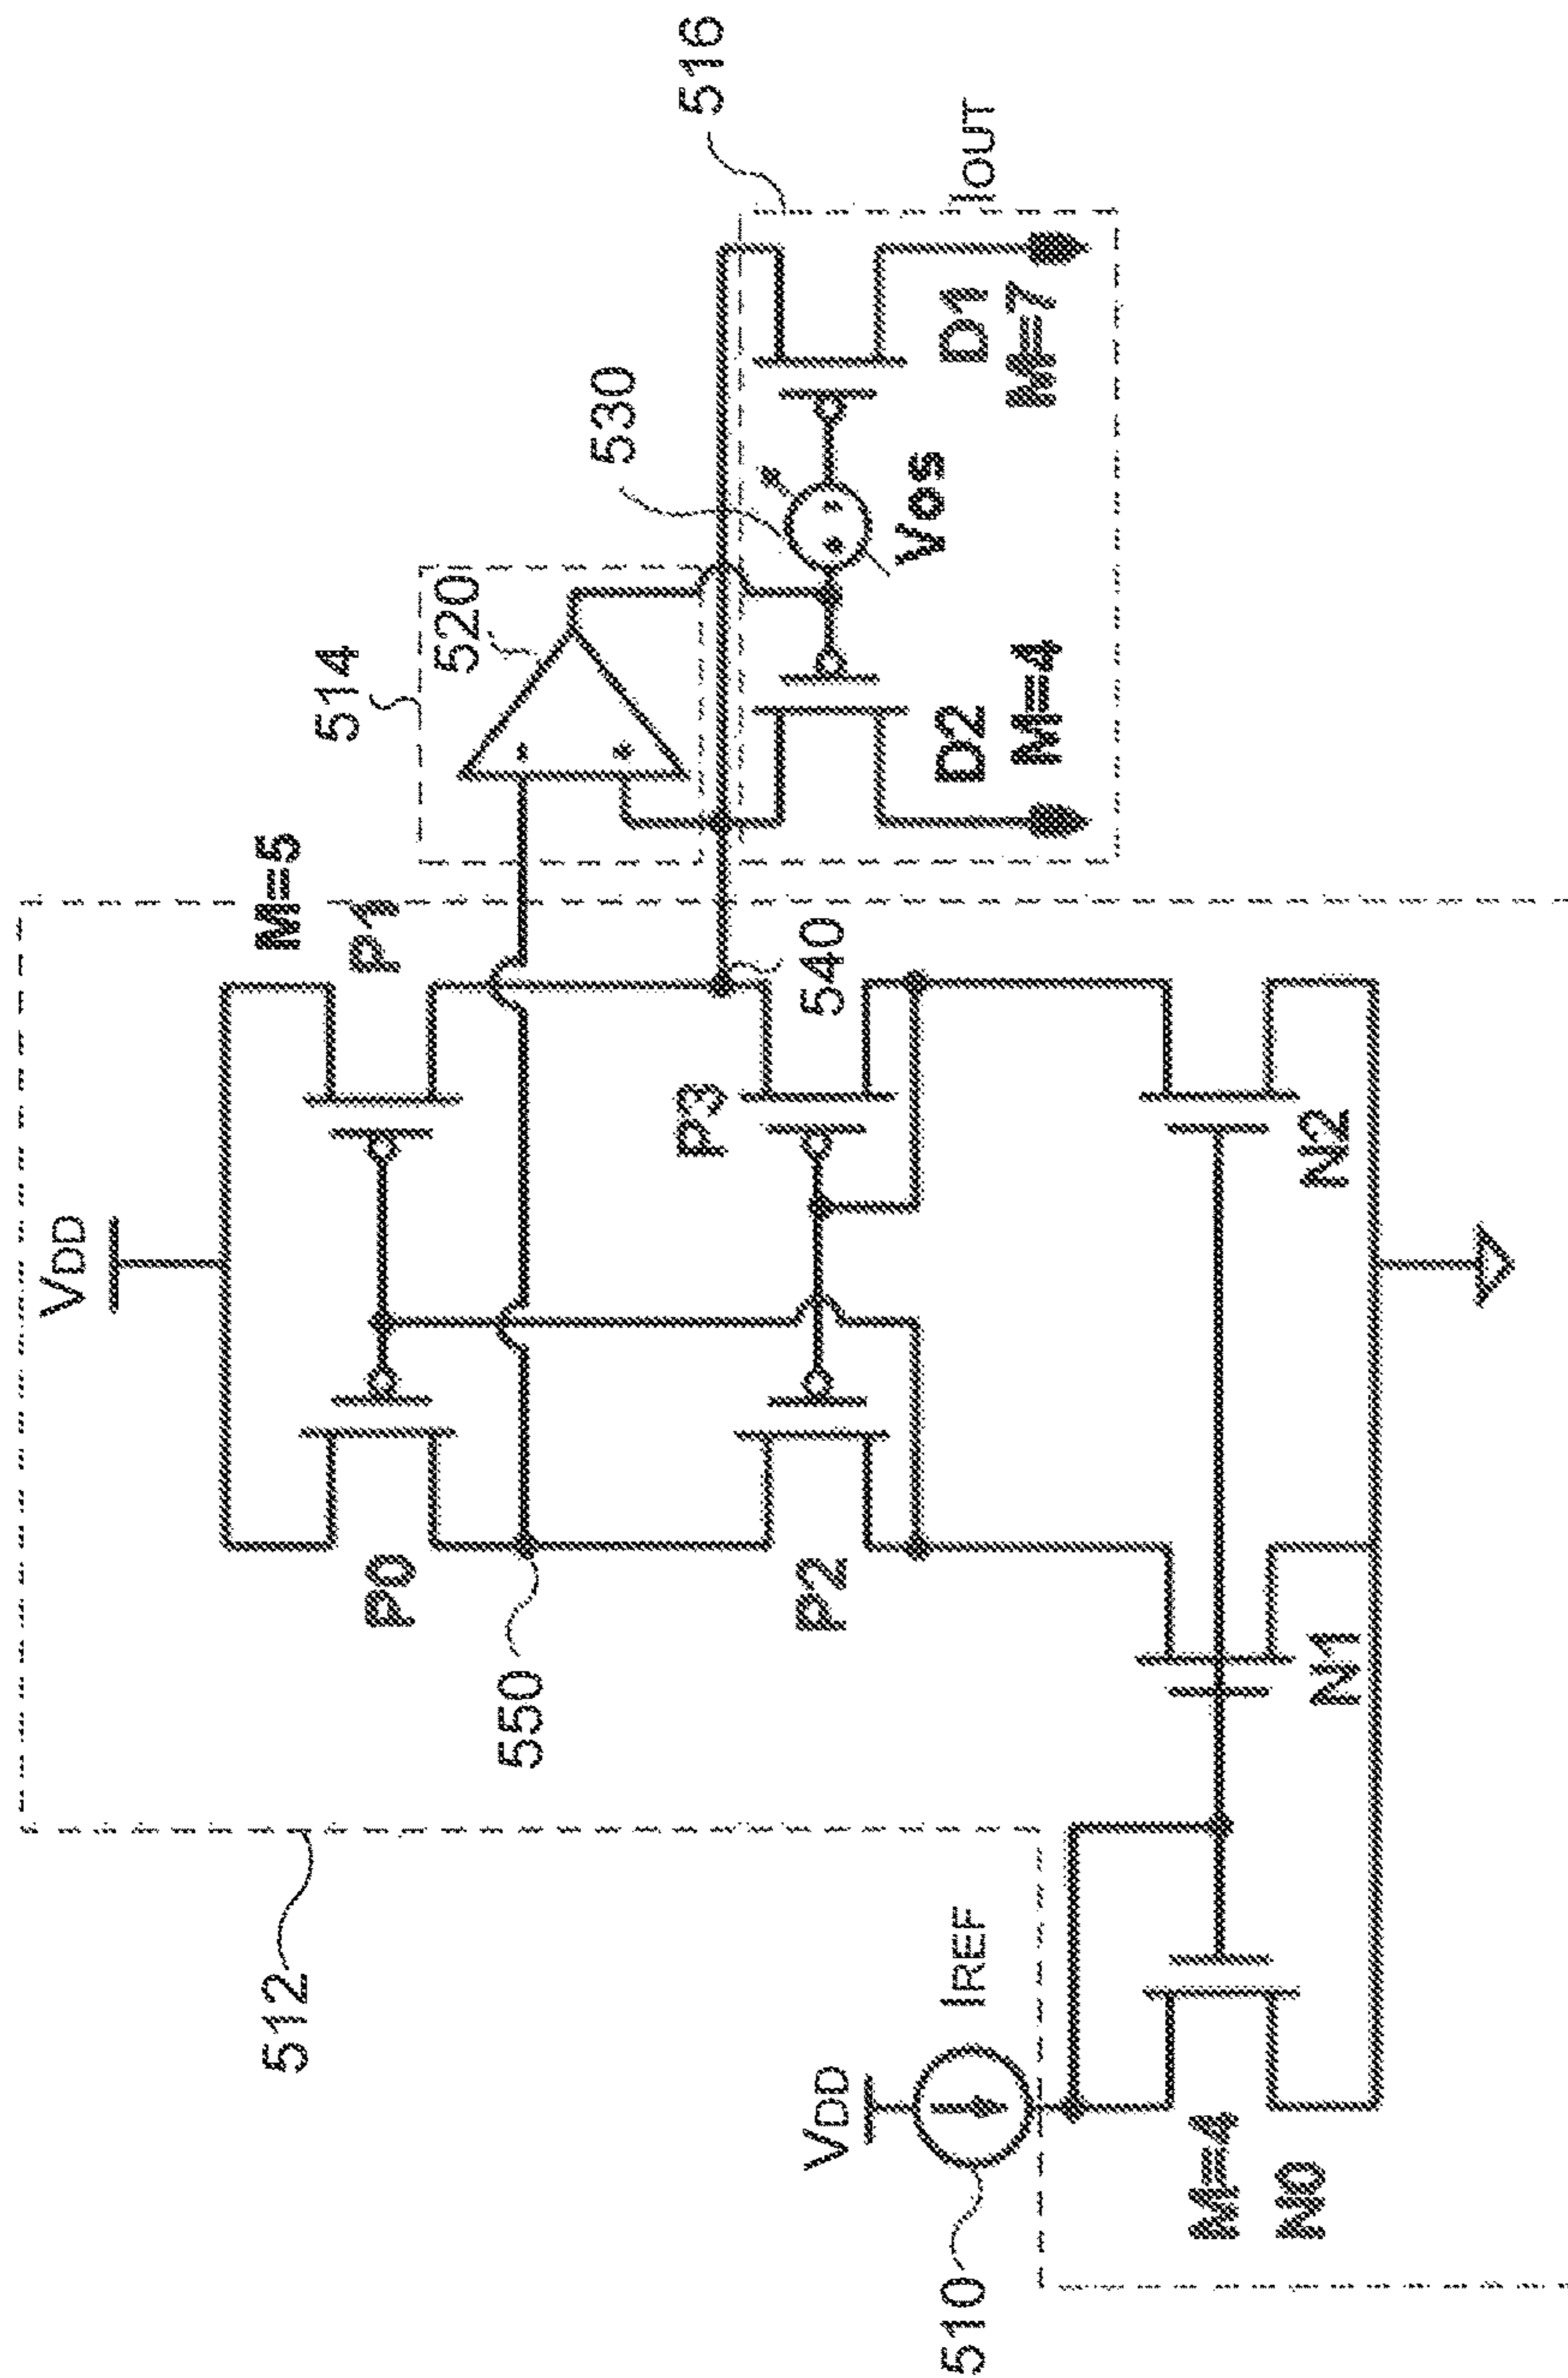 512
VDD
P0
M=5
P1
550
514
520
516
530
VDD
IREF
510
P2
P3
540
Vos
D2
M=4
D1
M=7
IOUT
M=4
N0
N1
N2